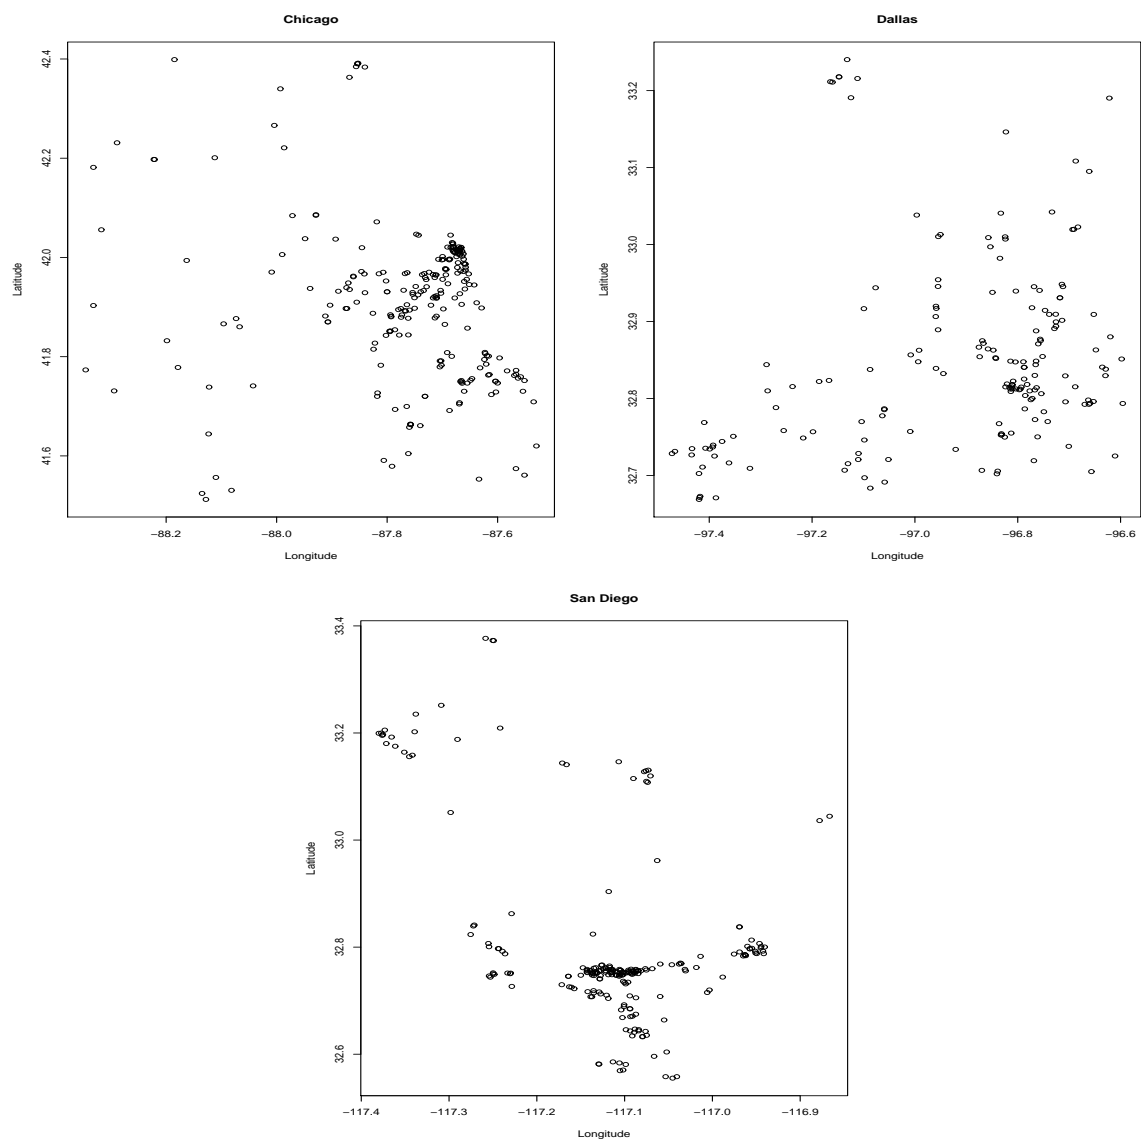 Chicago
42.4
42.2
42.0
41.8
41.6
Latitude
−88.2 −88.0 −87.8 −87.6
Longitude
Dallas
33.2
33.1
33.0
32.9
32.8
32.7
Latitude
−97.4 −97.2 −97.0 −96.8 −96.6
Longitude
San Diego
33.4
33.2
33.0
32.8
32.6
Latitude
−117.4 −117.3 −117.2 −117.1 −117.0 −116.9
Longitude